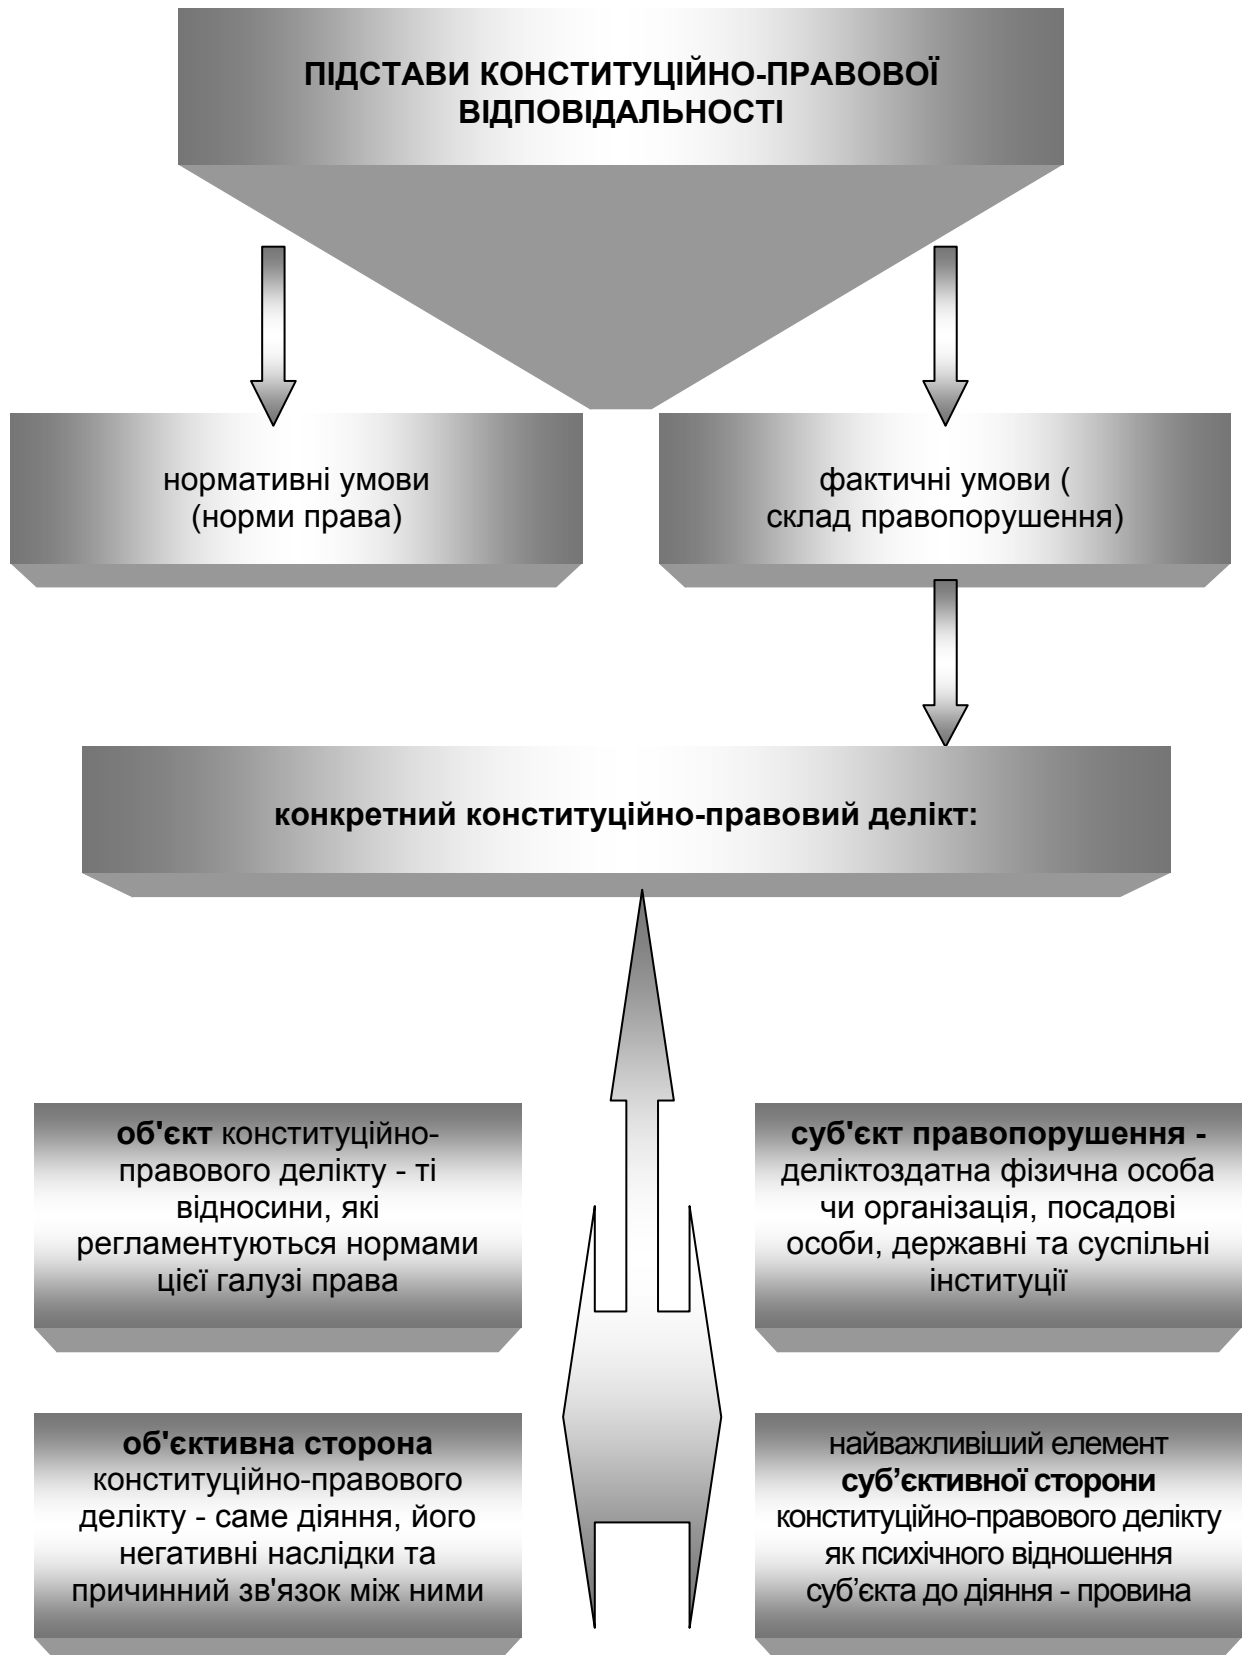 ПІДСТАВИ КОНСТИТУЦІЙНО-ПРАВОВОЇ
ВІДПОВІДАЛЬНОСТІ
нормативні умови
(норми права)
фактичні умови (
склад правопорушення)
конкретний конституційно-правовий делікт:
об'єкт конституційно-
правового делікту - ті
відносини, які
регламентуються нормами
цієї галузі права
суб'єкт правопорушення -
деліктоздатна фізична особа
чи організація, посадові
особи, державні та суспільні
інституції
об'єктивна сторона
конституційно-правового
делікту - саме діяння, його
негативні наслідки та
причинний зв'язок між ними
найважливіший елемент
суб’єктивної сторони
конституційно-правового делікту
як психічного відношення
суб’єкта до діяння - провина